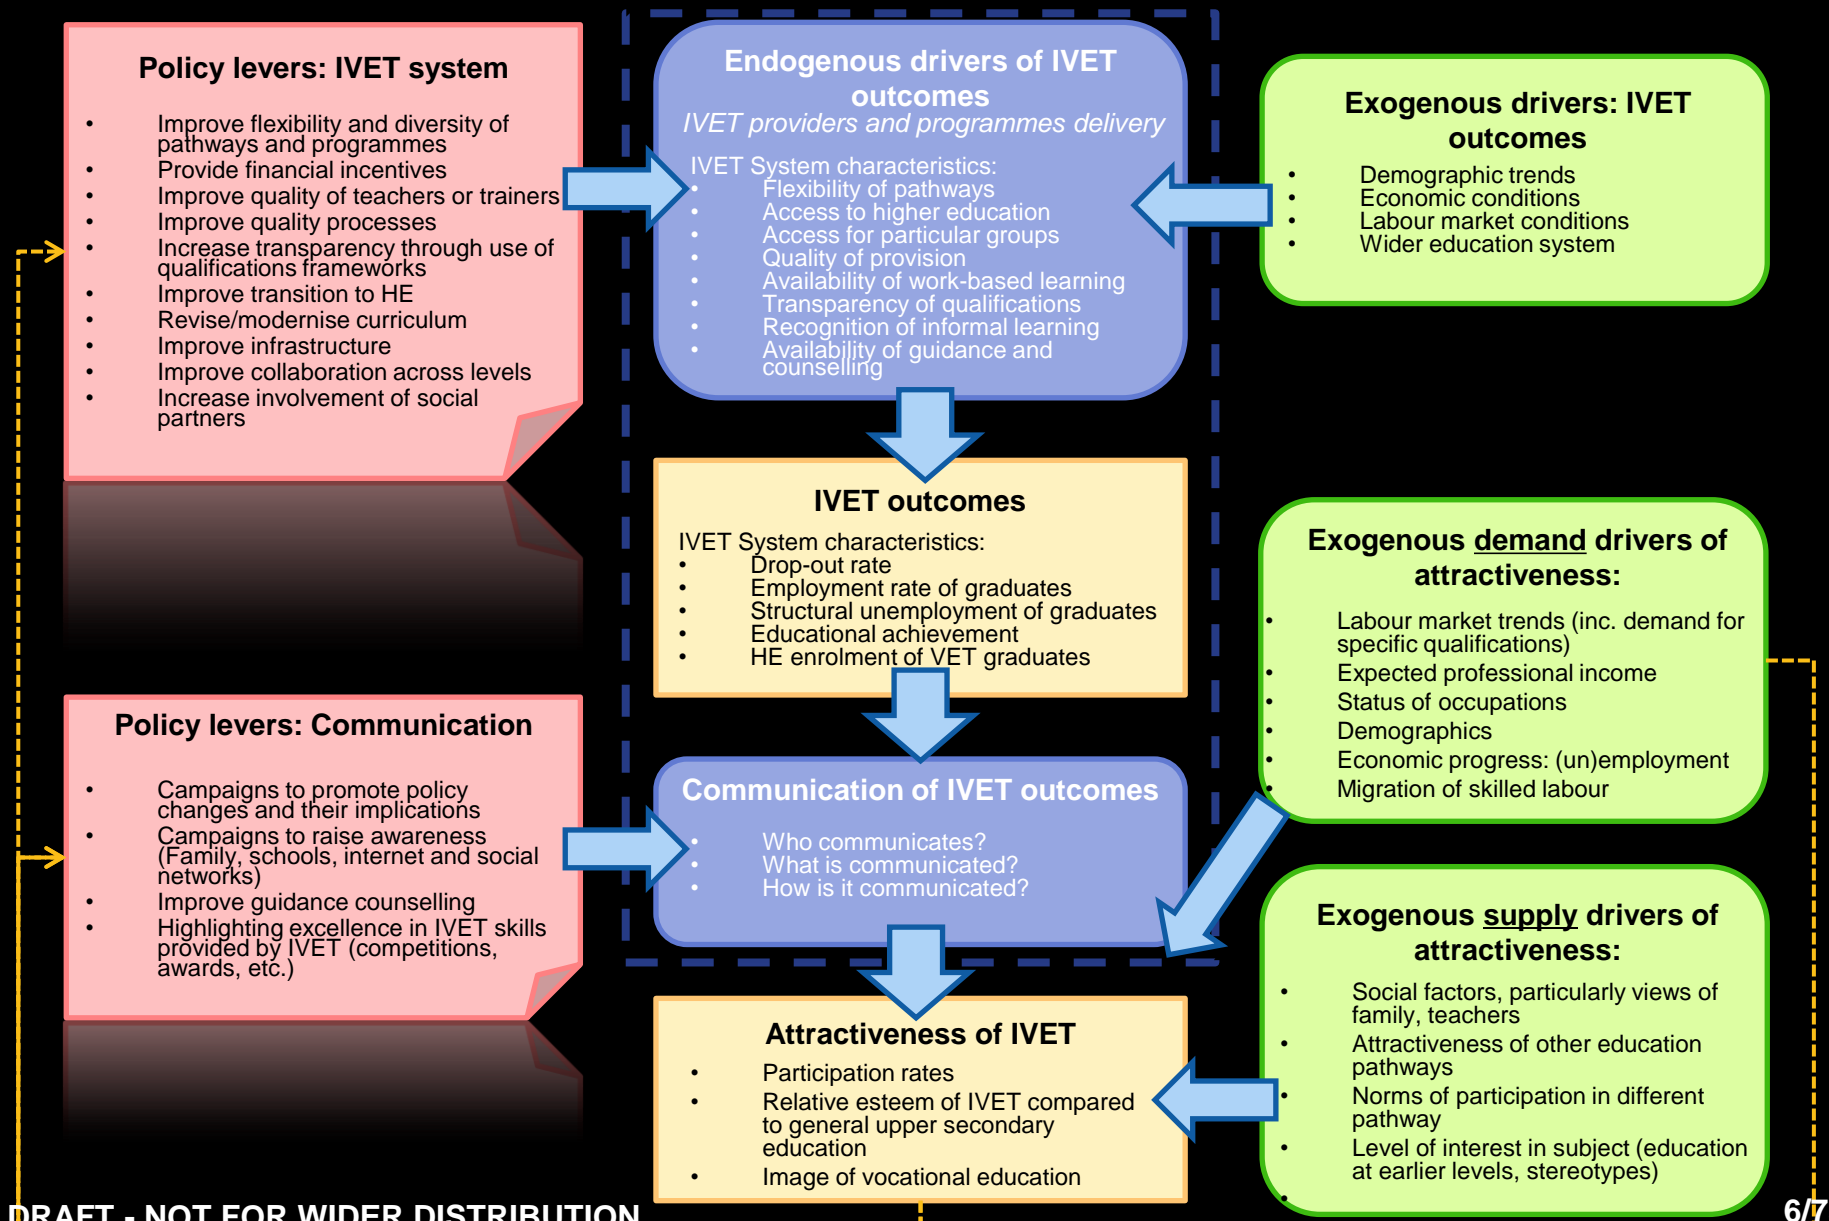 Policy levers: IVET system
• Improve flexibility and diversity of
pathways and programmes
• Provide financial incentives
• Improve quality of teachers or trainers
• Improve quality processes
• Increase transparency through use of
qualifications frameworks
• Improve transition to HE
• Revise/modernise curriculum
• Improve infrastructure
• Improve collaboration across levels
• Increase involvement of social
partners
Policy levers: Communication
• Campaigns to promote policy
changes and their implications
• Campaigns to raise awareness
(Family, schools, internet and social
networks)
• Improve guidance counselling
• Highlighting excellence in IVET skills
provided by IVET (competitions,
awards, etc.)
Endogenous drivers of IVET
outcomes
IVET providers and programmes delivery
IVET System characteristics:
• Flexibility of pathways
• Access to higher education
• Access for particular groups
• Quality of provision
• Availability of work-based learning
• Transparency of qualifications
• Recognition of informal learning
• Availability of guidance and
counselling
IVET outcomes
IVET System characteristics:
• Drop-out rate
• Employment rate of graduates
• Structural unemployment of graduates
• Educational achievement
• HE enrolment of VET graduates
Communication of IVET outcomes
• Who communicates?
• What is communicated?
• How is it communicated?
Attractiveness of IVET
• Participation rates
• Relative esteem of IVET compared
to general upper secondary
education
• Image of vocational education
Exogenous drivers: IVET
outcomes
• Demographic trends
• Economic conditions
• Labour market conditions
• Wider education system
Exogenous demand drivers of
attractiveness:
• Labour market trends (inc. demand for
specific qualifications)
• Expected professional income
• Status of occupations
• Demographics
• Economic progress: (un)employment
• Migration of skilled labour
Exogenous supply drivers of
attractiveness:
• Social factors, particularly views of
family, teachers
• Attractiveness of other education
pathways
• Norms of participation in different
pathway
• Level of interest in subject (education
at earlier levels, stereotypes)
•
DRAFT - NOT FOR WIDER DISTRIBUTION
6/7